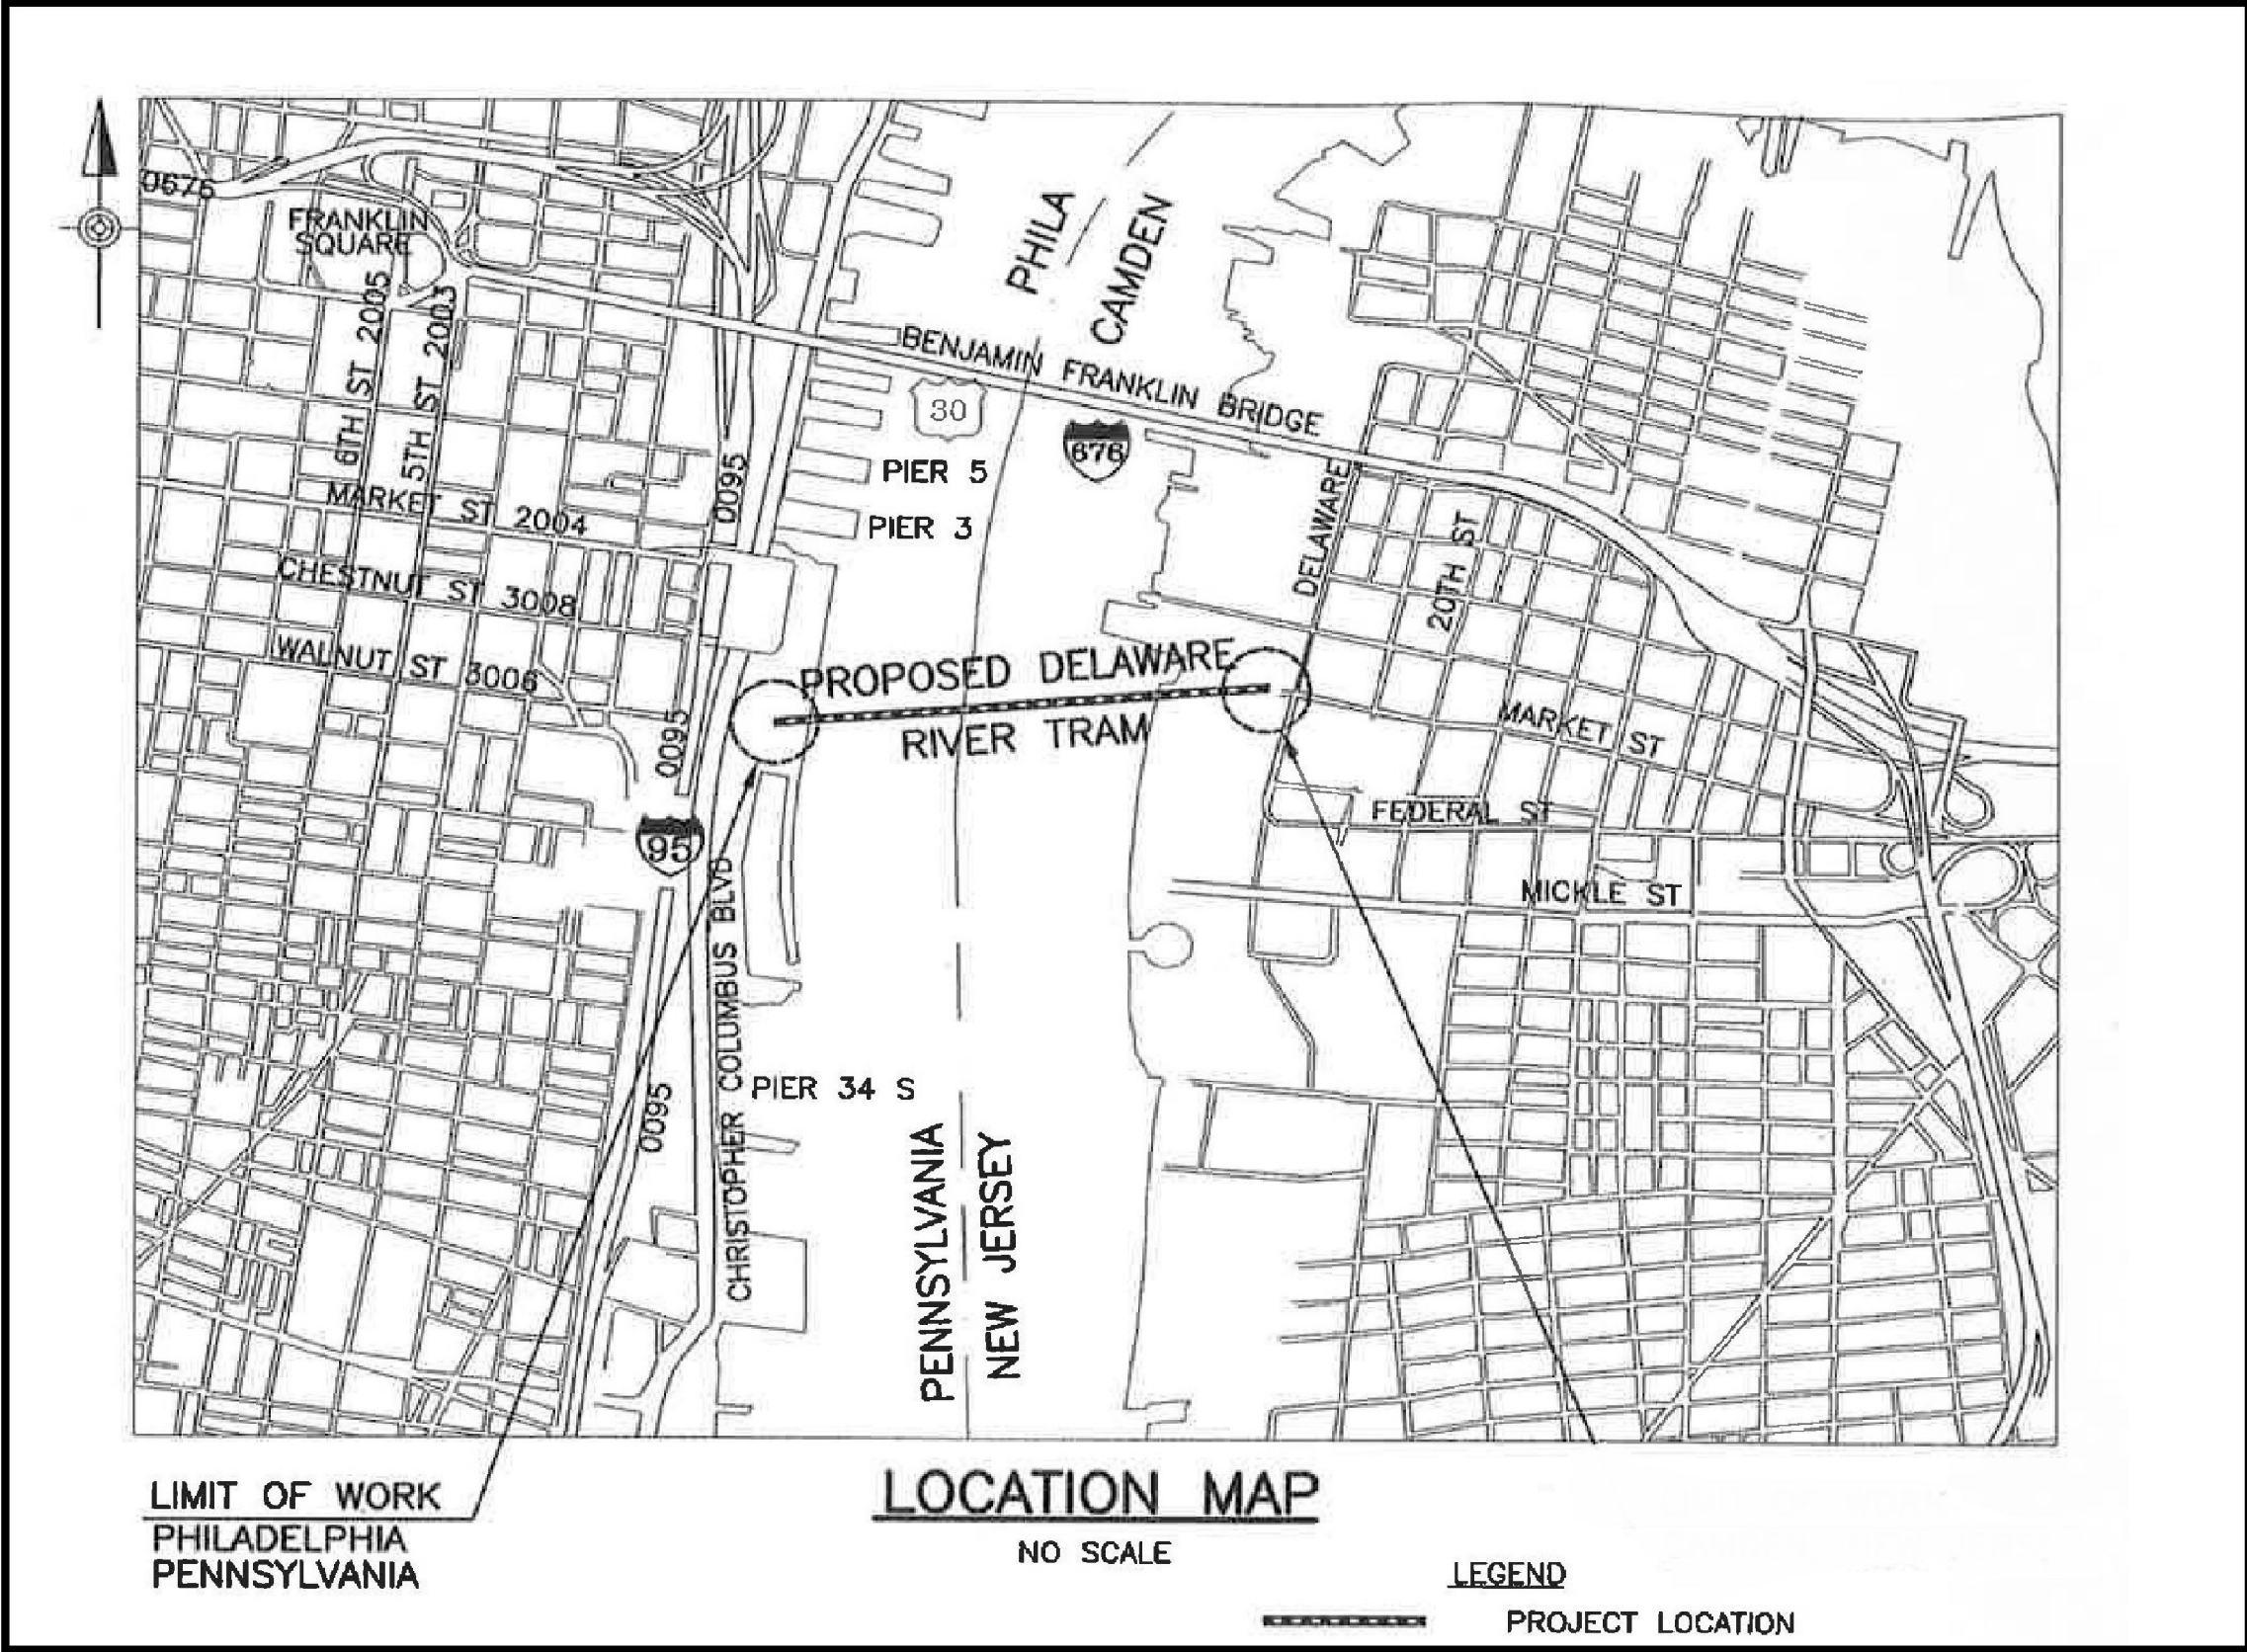 0676
FRANKLIN
SQUARE
6TH ST 2005
5TH ST 2003
MARKET ST 2004
CHESTNUT ST 3008
WALNUT ST 3006
0095
0095
95
0095
CHRISTOPHER COLUMBUS BLVD
PHILA
CAMDEN
BENJAMIN FRANKLIN BRIDGE
30
676
PIER 5
PIER 3
PROPOSED DELAWARE
RIVER TRAM
PIER 34 S
PENNSYLVANIA
NEW JERSEY
DELAWARE
20TH ST
MARKET ST
FEDERAL ST
MICKLE ST
LIMIT OF WORK
PHILADELPHIA
PENNSYLVANIA
LOCATION MAP
NO SCALE
LEGEND
PROJECT LOCATION